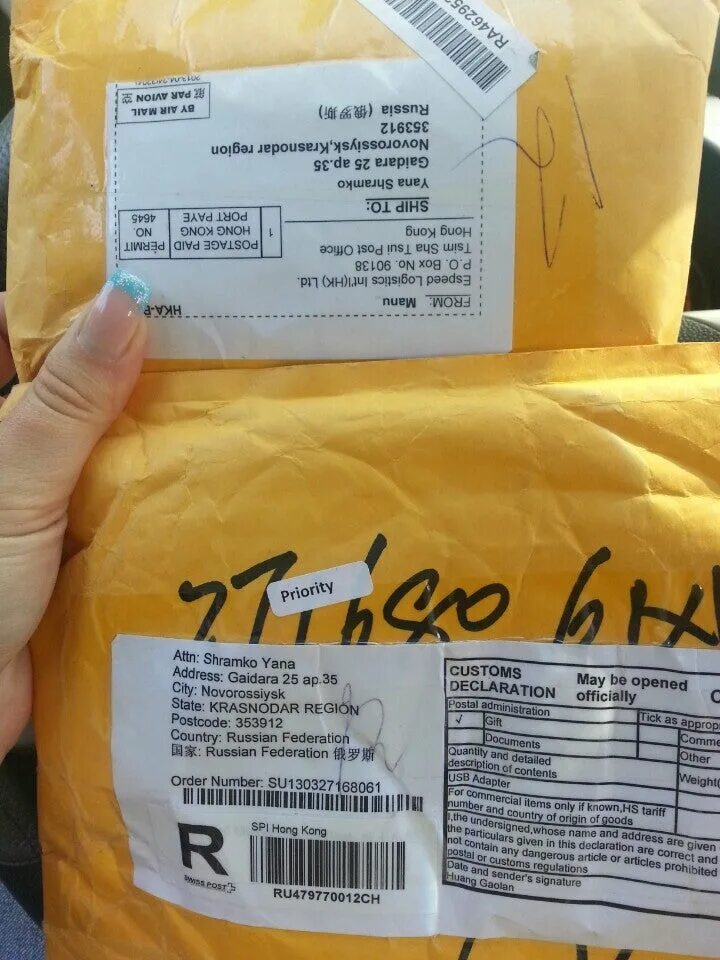 RA46295
2013-04-24
BY AIR MAIL
航 PAR AVION 空
FROM: Manu
Espeed Logistics Int'l(HK) Ltd.
P.O. Box No. 90138
Tsim Sha Tsui Post Office
Hong Kong
1
POSTAGE PAID
HONG KONG
PORT PAYE
PERMIT
NO.
4645
SHIP TO:
Yana Shramko
Gaidara 25 ap.35
Novorossiysk,Krasnodar region
353912
Russia (俄罗斯)
HKA-
Priority
Attn: Shramko Yana
Address: Gaidara 25 ap.35
City: Novorossiysk
State: KRASNODAR REGION
Postcode: 353912
Country: Russian Federation
国家: Russian Federation 俄罗斯
Order Number: SU130327168061
R
SWISS POST
SPI Hong Kong
RU479770012CH
CUSTOMS
DECLARATION
May be opened
officially
Postal administration
Tick as approp
√ Gift
Comme
Documents
Other
Quantity and detailed
description of contents
Weight(
USB Adapter
For commercial items only if known,HS tariff
number and country of origin of goods
I,the undersigned,whose name and address are given
the particulars given in this declaration are correct and
not contain any dangerous article or articles prohibited
postal or customs regulations
Date and sender's signature
Huang Gaolan